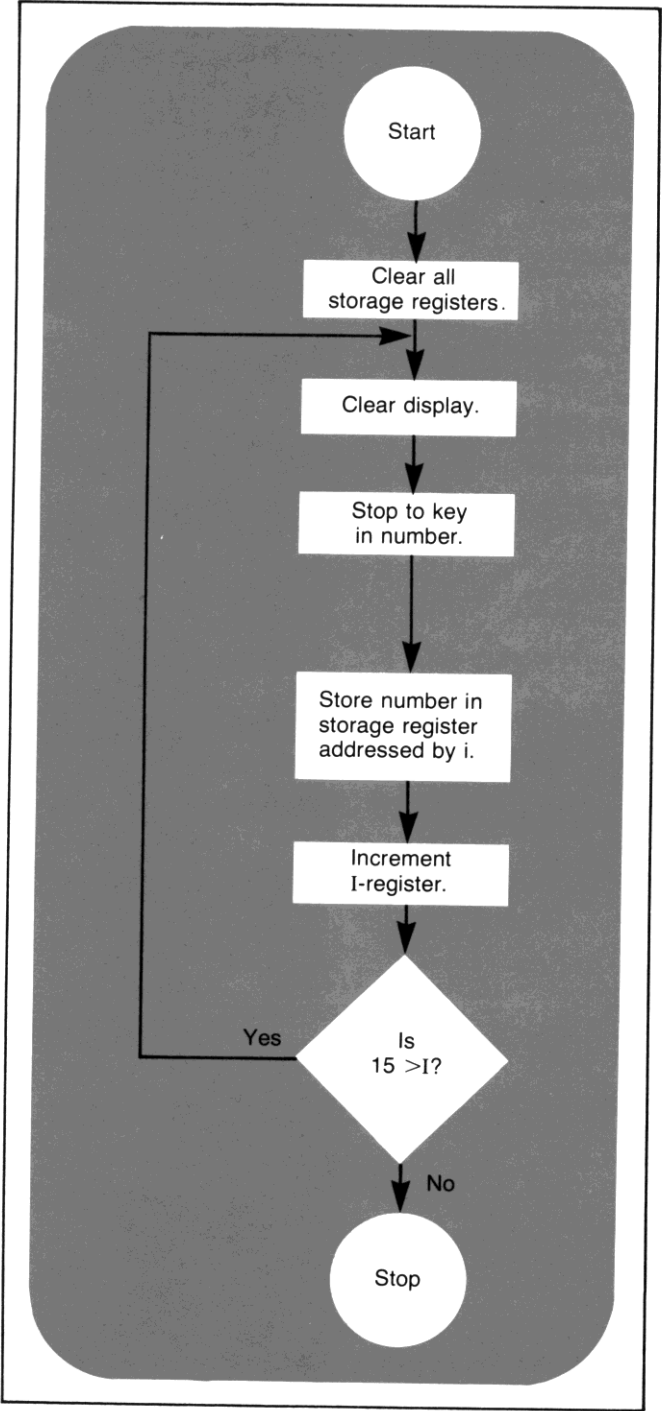 Start
Clear all
storage registers.
Clear display.
Stop to key
in number.
Store number in
storage register
addressed by i.
Increment
I-register.
Is
15 >I?
Yes
No
Stop